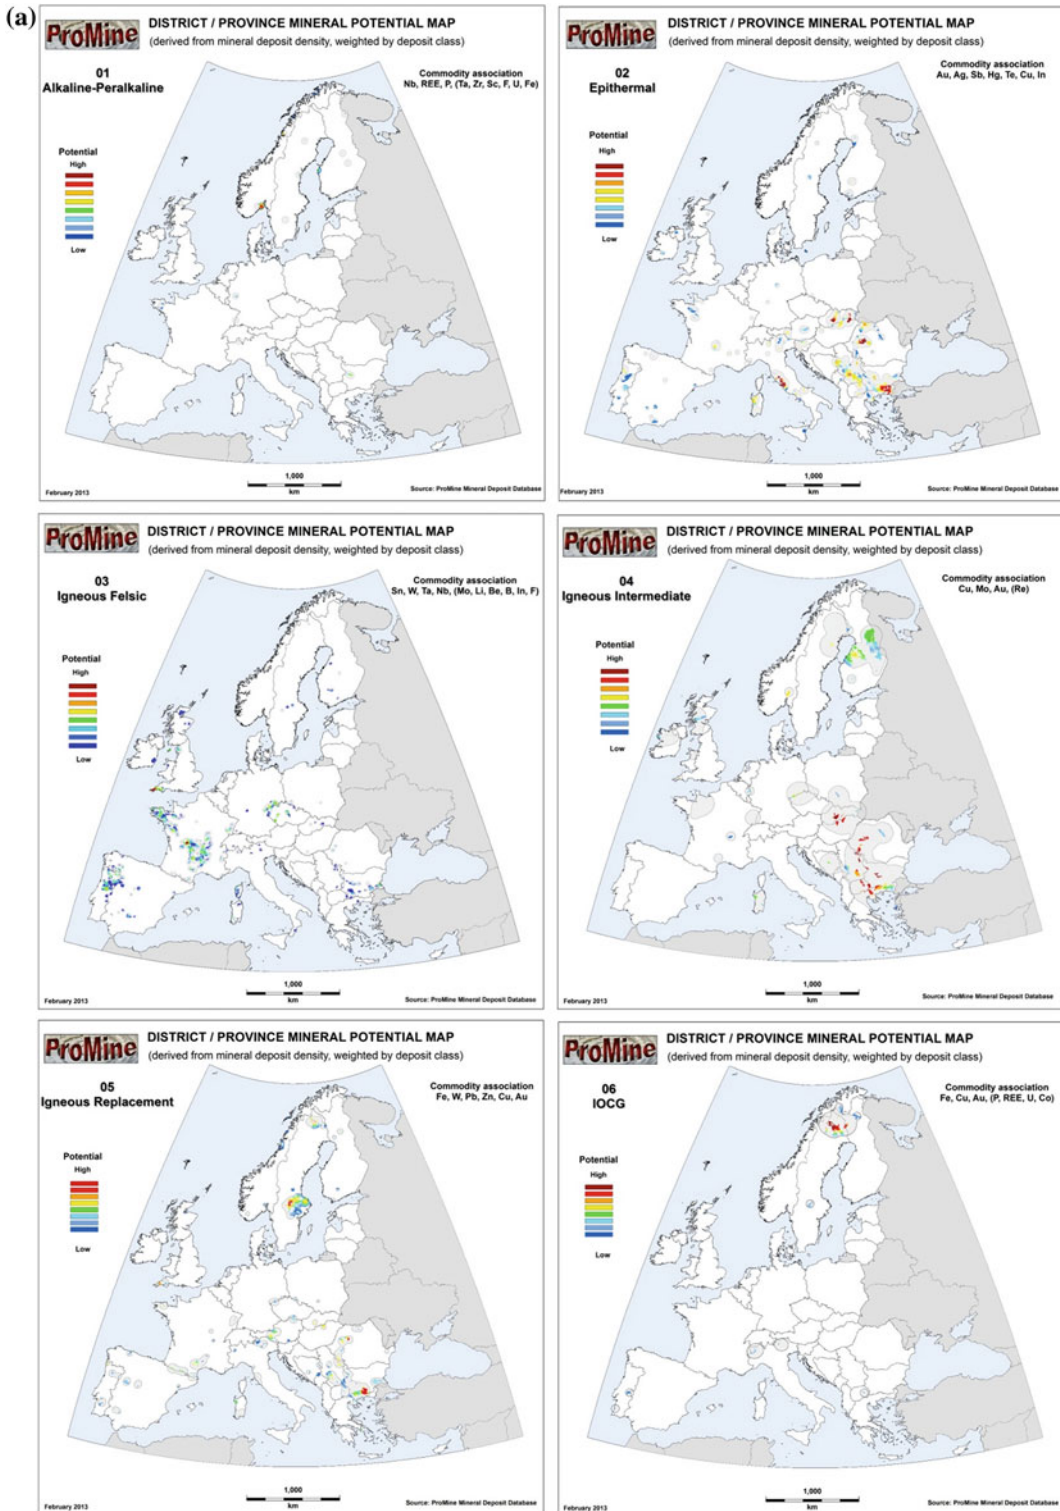 (a)
ProMine
DISTRICT / PROVINCE MINERAL POTENTIAL MAP
(derived from mineral deposit density, weighted by deposit class)
01
Alkaline-Peralkaline
Commodity association
Nb, REE, P, (Ta, Zr, Sc, F, U, Fe)
Potential
High
Low
1,000
km
February 2013
Source: ProMine Mineral Deposit Database
ProMine
DISTRICT / PROVINCE MINERAL POTENTIAL MAP
(derived from mineral deposit density, weighted by deposit class)
02
Epithermal
Commodity association
Au, Ag, Sb, Hg, Te, Cu, In
Potential
High
Low
1,000
km
February 2013
Source: ProMine Mineral Deposit Database
ProMine
DISTRICT / PROVINCE MINERAL POTENTIAL MAP
(derived from mineral deposit density, weighted by deposit class)
03
Igneous Felsic
Commodity association
Sn, W, Ta, Nb, (Mo, Li, Be, B, In, F)
Potential
High
Low
1,000
km
February 2013
Source: ProMine Mineral Deposit Database
ProMine
DISTRICT / PROVINCE MINERAL POTENTIAL MAP
(derived from mineral deposit density, weighted by deposit class)
04
Igneous Intermediate
Commodity association
Cu, Mo, Au, (Re)
Potential
High
Low
1,000
km
February 2013
Source: ProMine Mineral Deposit Database
ProMine
DISTRICT / PROVINCE MINERAL POTENTIAL MAP
(derived from mineral deposit density, weighted by deposit class)
05
Igneous Replacement
Commodity association
Fe, W, Pb, Zn, Cu, Au
Potential
High
Low
1,000
km
February 2013
Source: ProMine Mineral Deposit Database
ProMine
DISTRICT / PROVINCE MINERAL POTENTIAL MAP
(derived from mineral deposit density, weighted by deposit class)
06
IOCG
Commodity association
Fe, Cu, Au, (P, REE, U, Co)
Potential
High
Low
1,000
km
February 2013
Source: ProMine Mineral Deposit Database